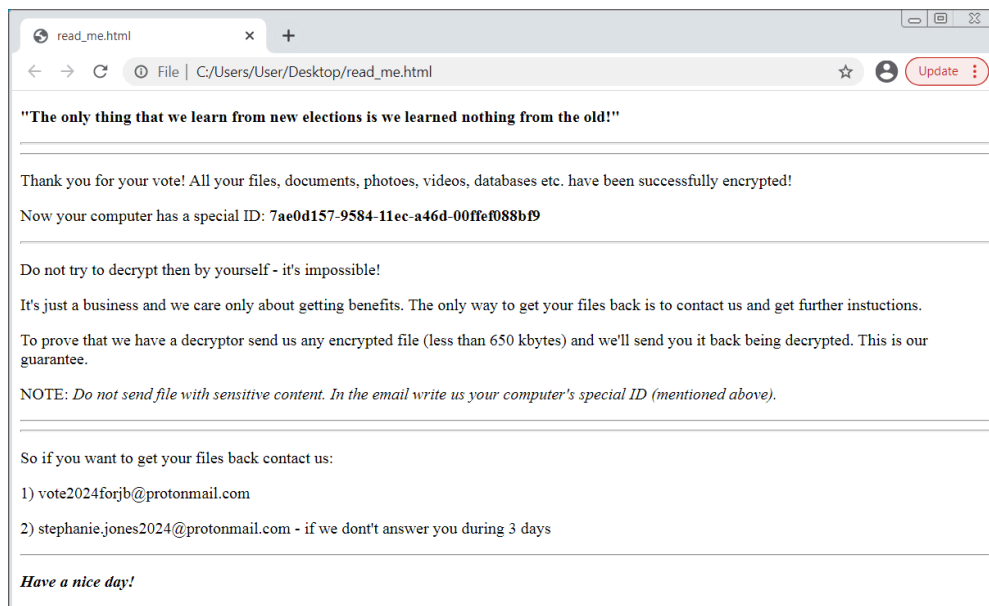 read_me.html
File | C:/Users/User/Desktop/read_me.html
Update
"The only thing that we learn from new elections is we learned nothing from the old!"
Thank you for your vote! All your files, documents, photoes, videos, databases etc. have been successfully encrypted!
Now your computer has a special ID: 7ae0d157-9584-11ec-a46d-00ffef088bf9
Do not try to decrypt then by yourself - it's impossible!
It's just a business and we care only about getting benefits. The only way to get your files back is to contact us and get further instuctions.
To prove that we have a decryptor send us any encrypted file (less than 650 kbytes) and we'll send you it back being decrypted. This is our
guarantee.
NOTE: Do not send file with sensitive content. In the email write us your computer's special ID (mentioned above).
So if you want to get your files back contact us:
1) vote2024forjb@protonmail.com
2) stephanie.jones2024@protonmail.com - if we dont't answer you during 3 days
Have a nice day!